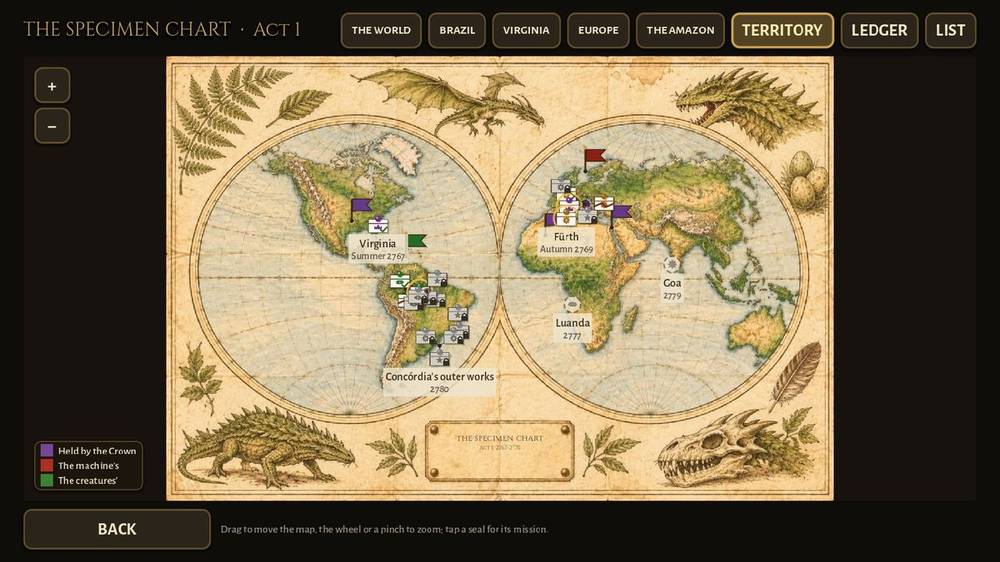 THE SPECIMEN CHART · ACT 1
THE WORLD
BRAZIL
VIRGINIA
EUROPE
THE AMAZON
TERRITORY
LEDGER
LIST
+
−
Virginia
Summer 2767
Fürth
Autumn 2769
Goa
2779
Luanda
2777
Concórdia's outer works
2780
Held by the Crown
The machine's
The creatures'
THE SPECIMEN CHART
BACK
Drag to move the map, the wheel or a pinch to zoom; tap a seal for its mission.